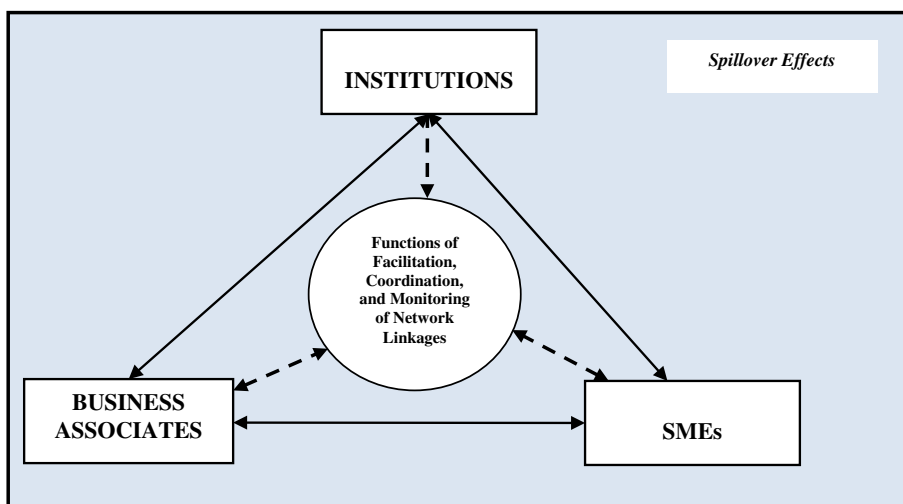 INSTITUTIONS
Spillover Effects
Functions of
Facilitation,
Coordination,
and Monitoring
of Network
Linkages
BUSINESS
ASSOCIATES
SMEs